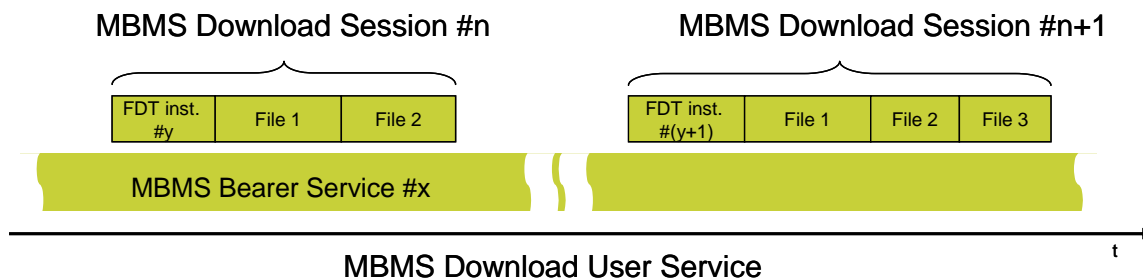 MBMS Download Session #n
MBMS Download Session #n+1
FDT inst.
#y
File 1
File 2
FDT inst.
#(y+1)
File 1
File 2
File 3
MBMS Bearer Service #x
t
MBMS Download User Service